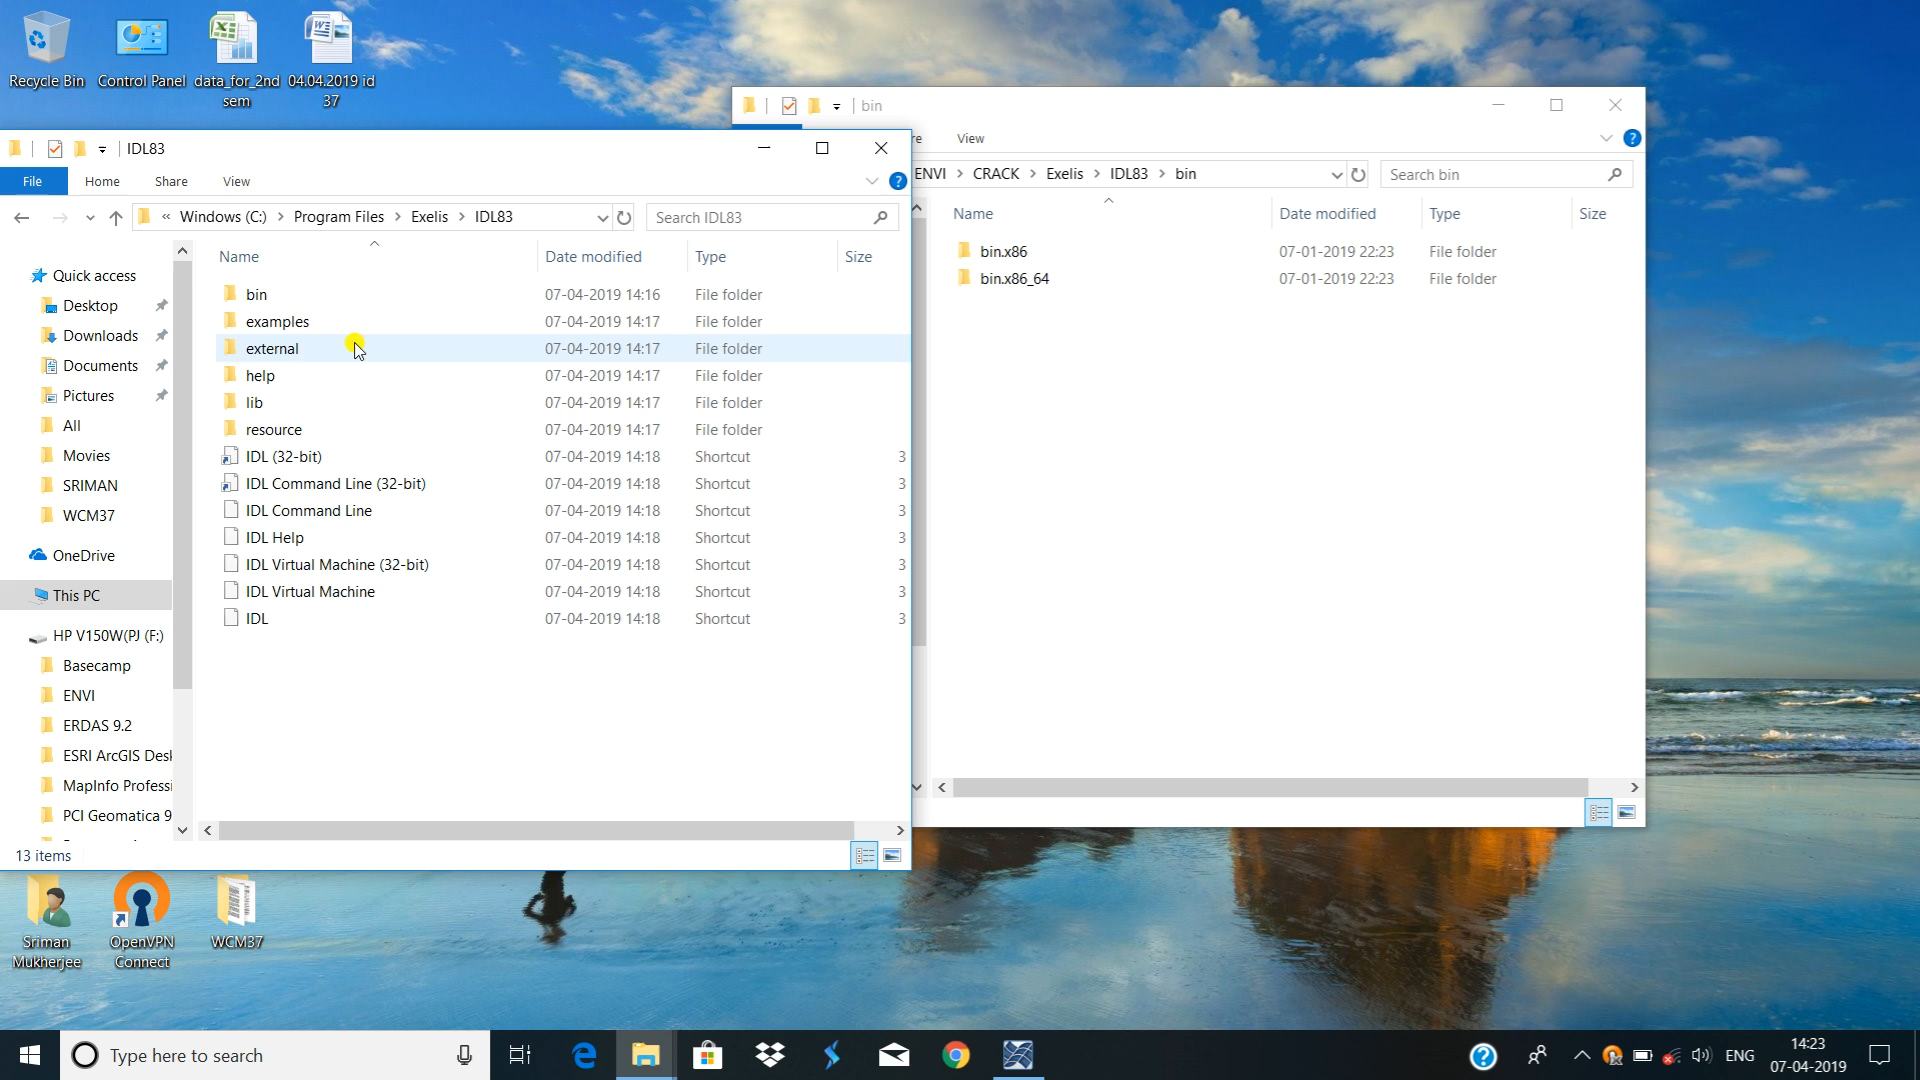 Recycle Bin
Control Panel
data_for_2nd
sem
04.04.2019 id
37
bin
View
ENVI > CRACK > Exelis > IDL83 > bin
Search bin
Name Date modified Type Size
bin.x86 07-01-2019 22:23 File folder
bin.x86_64 07-01-2019 22:23 File folder
IDL83
File Home Share View
« Windows (C:) > Program Files > Exelis > IDL83
Search IDL83
Quick access
Desktop
Downloads
Documents
Pictures
All
Movies
SRIMAN
WCM37
OneDrive
This PC
HP V150W(PJ (F:)
Basecamp
ENVI
ERDAS 9.2
ESRI ArcGIS Desk
MapInfo Professi
PCI Geomatica 9
Name Date modified Type Size
bin 07-04-2019 14:16 File folder
examples 07-04-2019 14:17 File folder
external 07-04-2019 14:17 File folder
help 07-04-2019 14:17 File folder
lib 07-04-2019 14:17 File folder
resource 07-04-2019 14:17 File folder
IDL (32-bit) 07-04-2019 14:18 Shortcut 3
IDL Command Line (32-bit) 07-04-2019 14:18 Shortcut 3
IDL Command Line 07-04-2019 14:18 Shortcut 3
IDL Help 07-04-2019 14:18 Shortcut 3
IDL Virtual Machine (32-bit) 07-04-2019 14:18 Shortcut 3
IDL Virtual Machine 07-04-2019 14:18 Shortcut 3
IDL 07-04-2019 14:18 Shortcut 3
13 items
Sriman
Mukherjee
OpenVPN
Connect
WCM37
Type here to search
ENG
14:23
07-04-2019